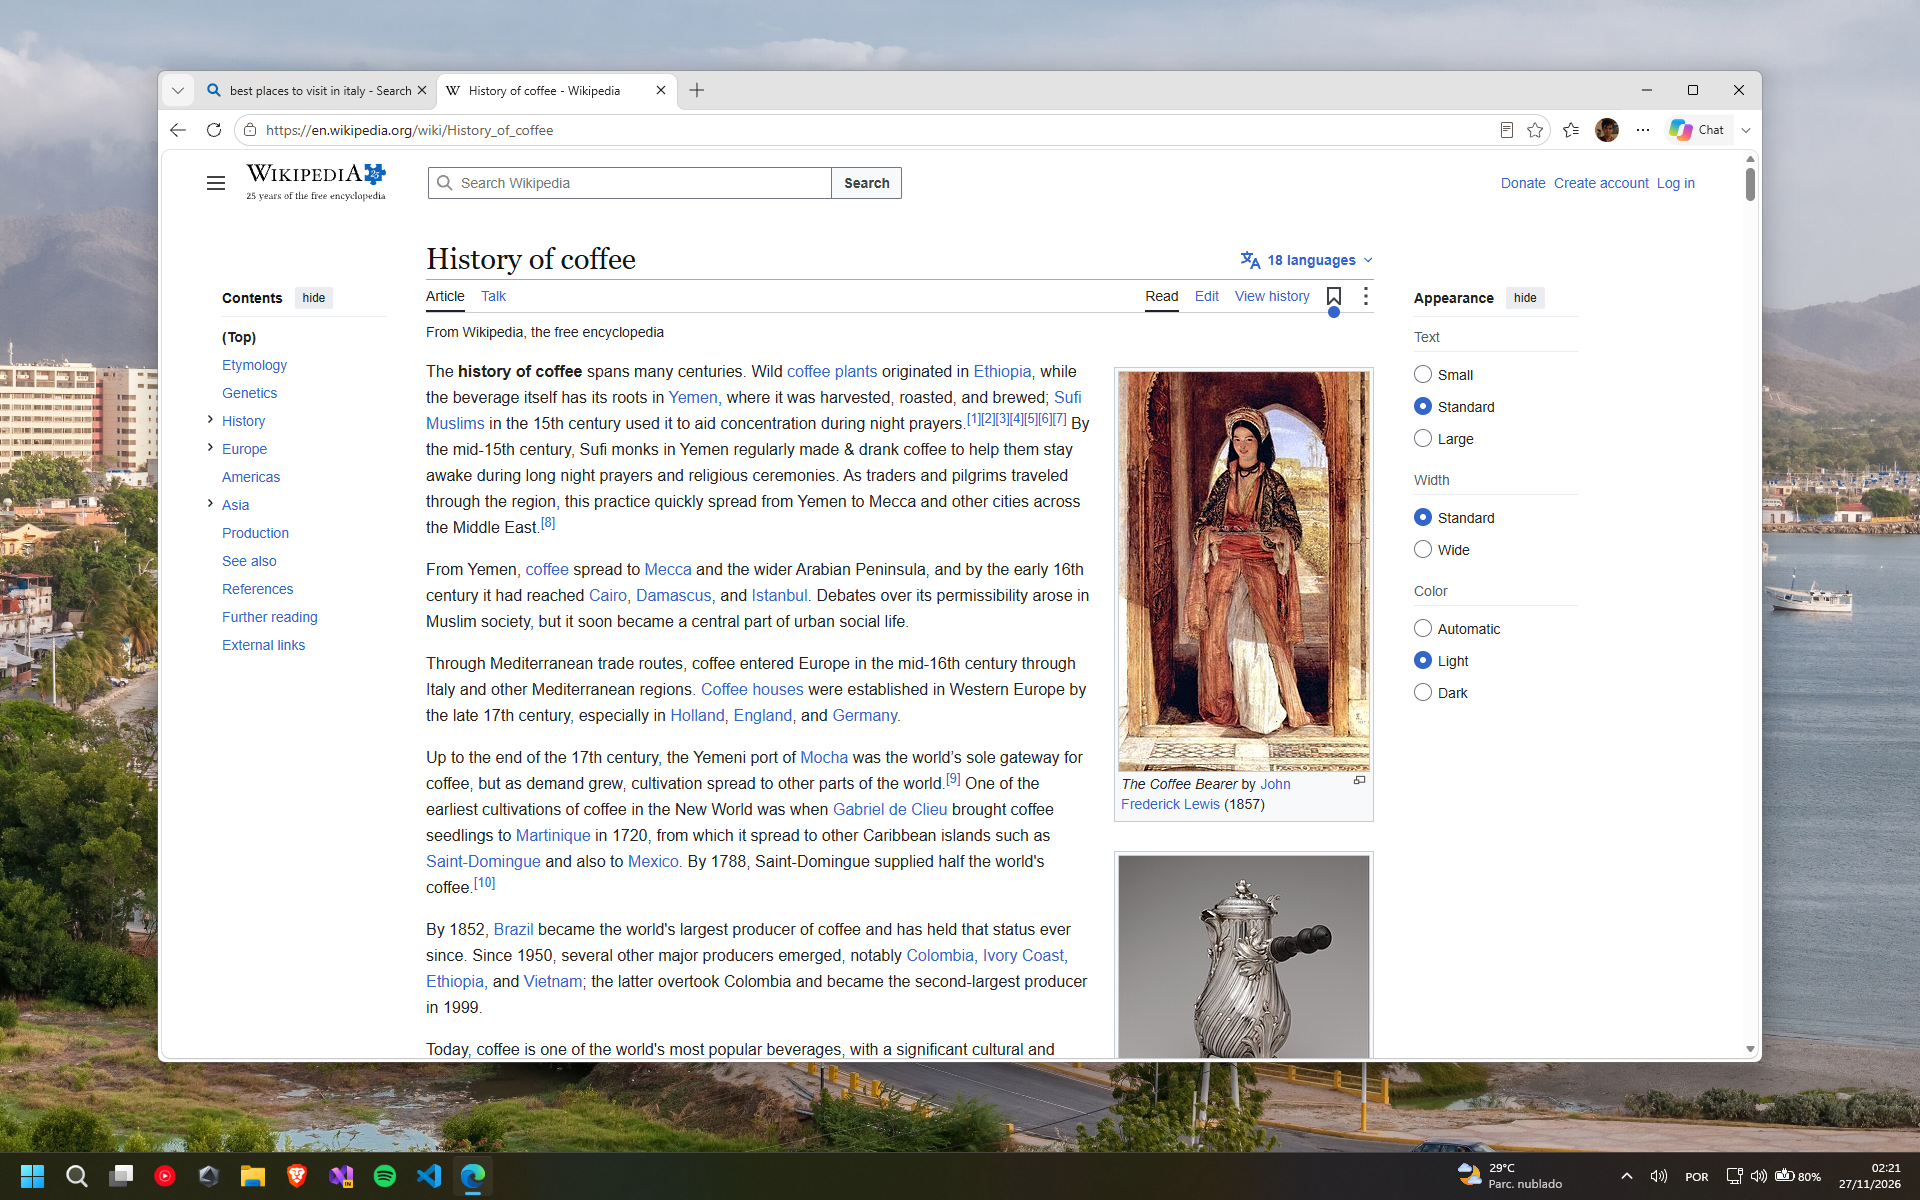 best places to visit in italy - Search
History of coffee - Wikipedia
https://en.wikipedia.org/wiki/History_of_coffee
Chat
WIKIPEDIA 25
25 years of the free encyclopedia
Search Wikipedia
Search
Donate Create account Log in
History of coffee
18 languages
Contents hide
Article Talk
Read Edit View history
Appearance hide
From Wikipedia, the free encyclopedia
(Top)
Etymology
Genetics
History
Europe
Americas
Asia
Production
See also
References
Further reading
External links
The history of coffee spans many centuries. Wild coffee plants originated in Ethiopia, while
the beverage itself has its roots in Yemen, where it was harvested, roasted, and brewed; Sufi
Muslims in the 15th century used it to aid concentration during night prayers.[1][2][3][4][5][6][7] By
the mid-15th century, Sufi monks in Yemen regularly made & drank coffee to help them stay
awake during long night prayers and religious ceremonies. As traders and pilgrims traveled
through the region, this practice quickly spread from Yemen to Mecca and other cities across
the Middle East.[8]
From Yemen, coffee spread to Mecca and the wider Arabian Peninsula, and by the early 16th
century it had reached Cairo, Damascus, and Istanbul. Debates over its permissibility arose in
Muslim society, but it soon became a central part of urban social life.
Through Mediterranean trade routes, coffee entered Europe in the mid-16th century through
Italy and other Mediterranean regions. Coffee houses were established in Western Europe by
the late 17th century, especially in Holland, England, and Germany.
Up to the end of the 17th century, the Yemeni port of Mocha was the world’s sole gateway for
coffee, but as demand grew, cultivation spread to other parts of the world.[9] One of the
earliest cultivations of coffee in the New World was when Gabriel de Clieu brought coffee
seedlings to Martinique in 1720, from which it spread to other Caribbean islands such as
Saint-Domingue and also to Mexico. By 1788, Saint-Domingue supplied half the world's
coffee.[10]
By 1852, Brazil became the world's largest producer of coffee and has held that status ever
since. Since 1950, several other major producers emerged, notably Colombia, Ivory Coast,
Ethiopia, and Vietnam; the latter overtook Colombia and became the second-largest producer
in 1999.
Today, coffee is one of the world's most popular beverages, with a significant cultural and
The Coffee Bearer by John
Frederick Lewis (1857)
Text
Small
Standard
Large
Width
Standard
Wide
Color
Automatic
Light
Dark
29°C
Parc. nublado
POR
80%
02:21
27/11/2026